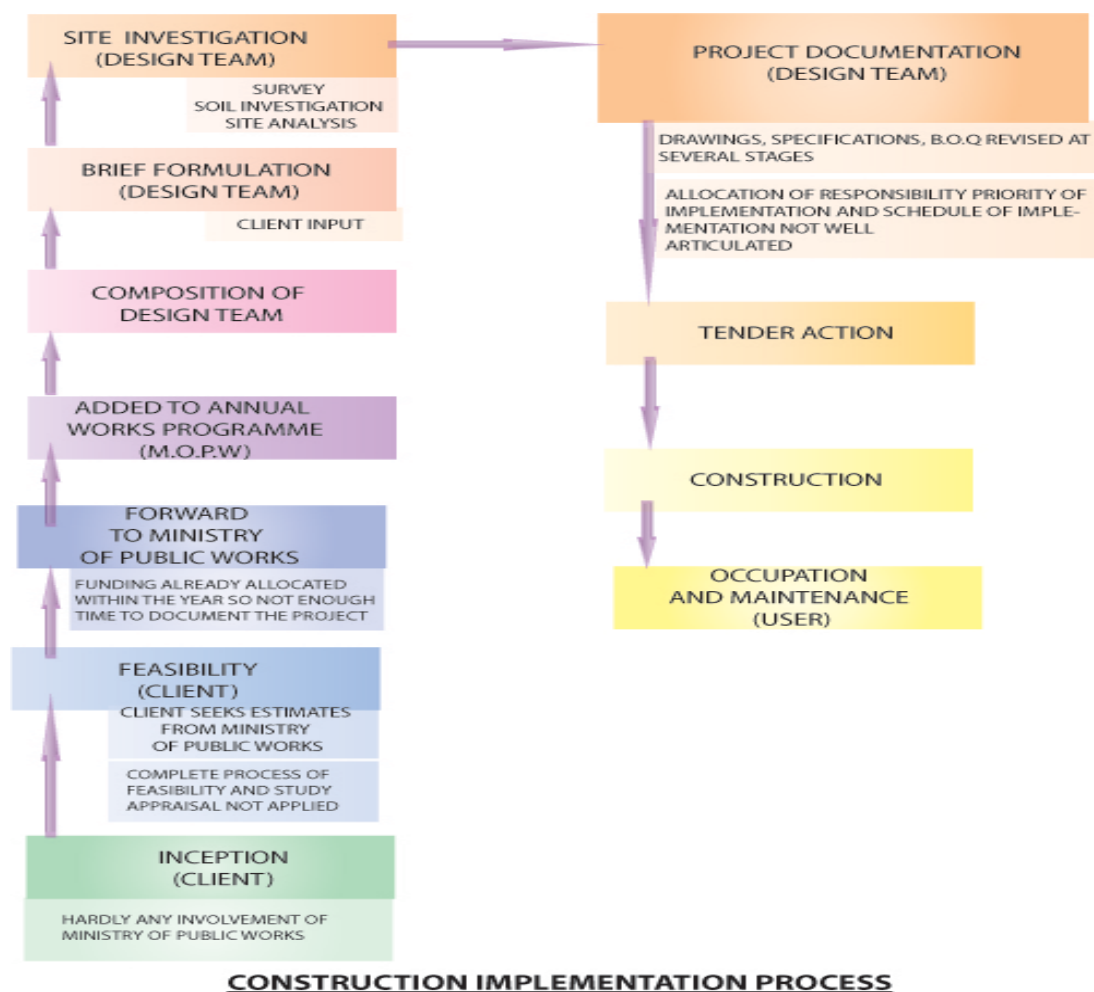 SITE INVESTIGATION
(DESIGN TEAM)
SURVEY
SOIL INVESTIGATION
SITE ANALYSIS
BRIEF FORMULATION
(DESIGN TEAM)
CLIENT INPUT
COMPOSITION OF
DESIGN TEAM
ADDED TO ANNUAL
WORKS PROGRAMME
(M.O.P.W)
FORWARD
TO MINISTRY
OF PUBLIC WORKS
FUNDING ALREADY ALLOCATED
WITHIN THE YEAR SO NOT ENOUGH
TIME TO DOCUMENT THE PROJECT
FEASIBILITY
(CLIENT)
CLIENT SEEKS ESTIMATES
FROM MINISTRY
OF PUBLIC WORKS
COMPLETE PROCESS OF
FEASIBILITY AND STUDY
APPRAISAL NOT APPLIED
INCEPTION
(CLIENT)
HARDLY ANY INVOLVEMENT OF
MINISTRY OF PUBLIC WORKS
PROJECT DOCUMENTATION
(DESIGN TEAM)
DRAWINGS, SPECIFICATIONS, B.O.Q REVISED AT
SEVERAL STAGES
ALLOCATION OF RESPONSIBILITY PRIORITY OF
IMPLEMENTATION AND SCHEDULE OF IMPLE-
MENTATION NOT WELL
ARTICULATED
TENDER ACTION
CONSTRUCTION
OCCUPATION
AND MAINTENANCE
(USER)
CONSTRUCTION IMPLEMENTATION PROCESS